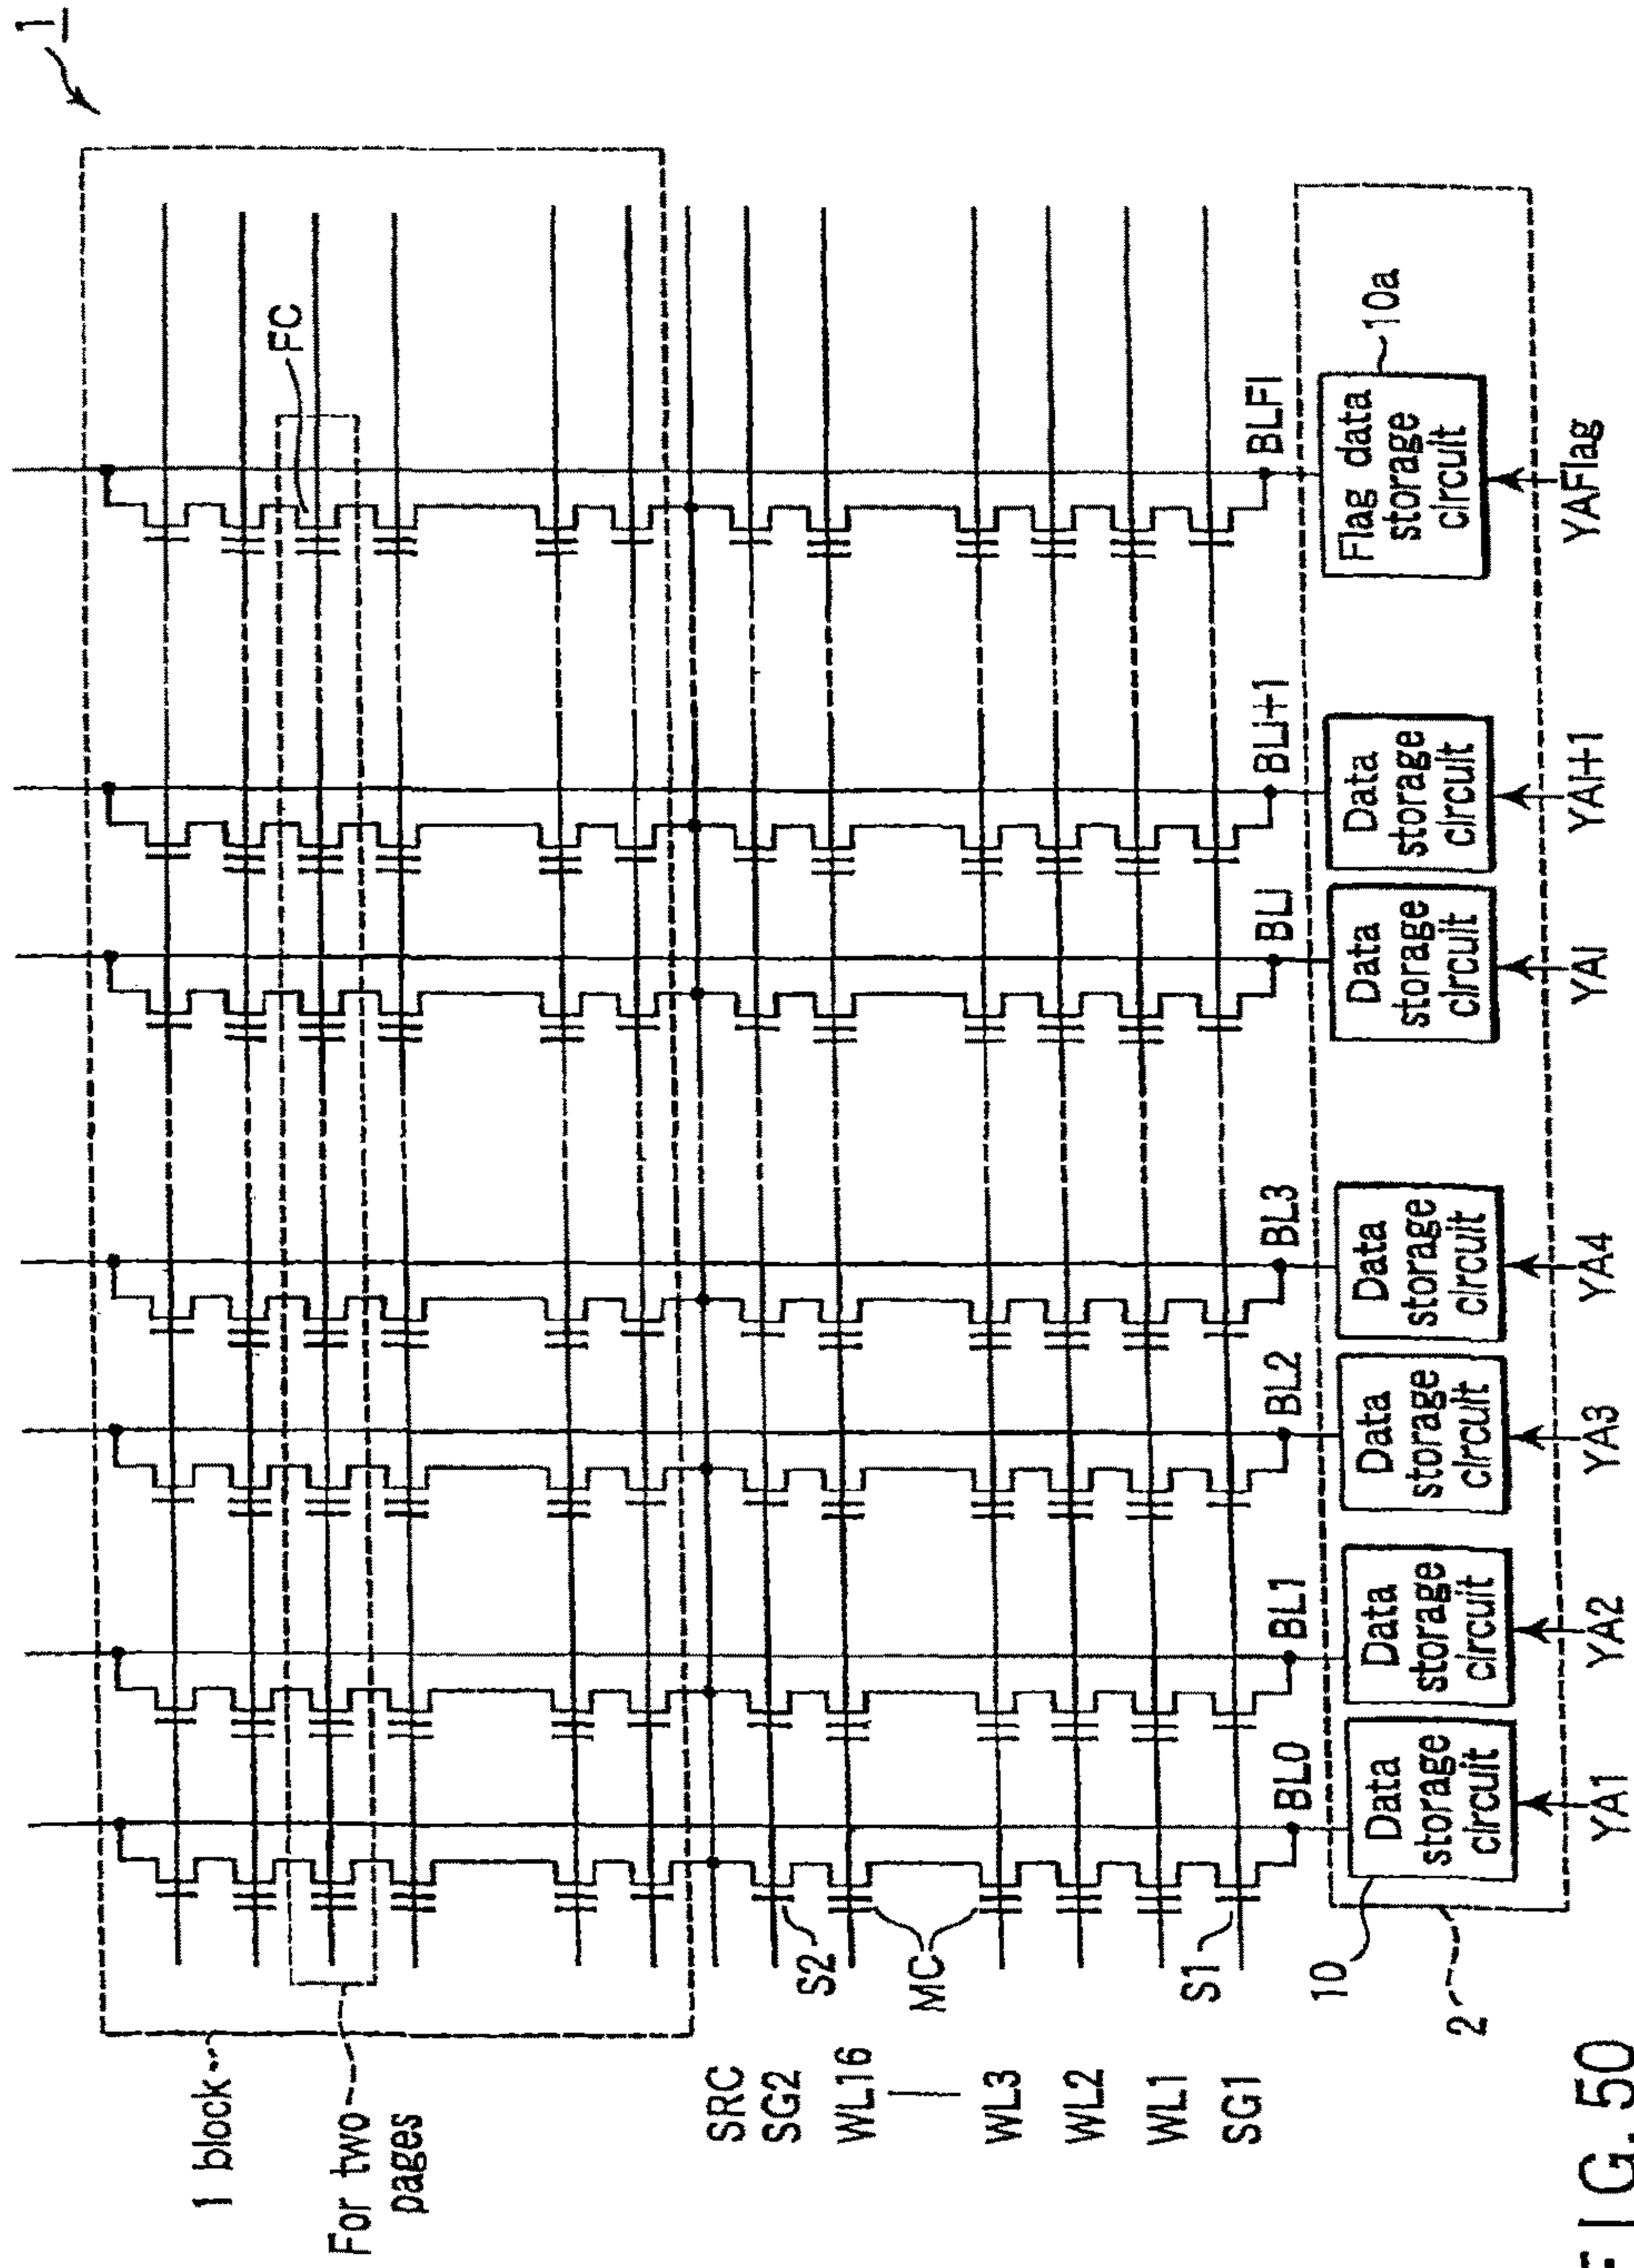 1
1 block
For two
pages
FC
SRC
SG2
WL16
WL3
WL2
WL1
SG1
S2
MC
S1
BL0
BL1
BL2
BL3
BLi
BLi+1
BLFl
10
2
Data
storage
circuit
Data
storage
circuit
Data
storage
circuit
Data
storage
circuit
Data
storage
circuit
Data
storage
circuit
Flag data
storage
circuit
10a
YA1
YA2
YA3
YA4
YAi
YAi+1
YAFlag
FIG. 50